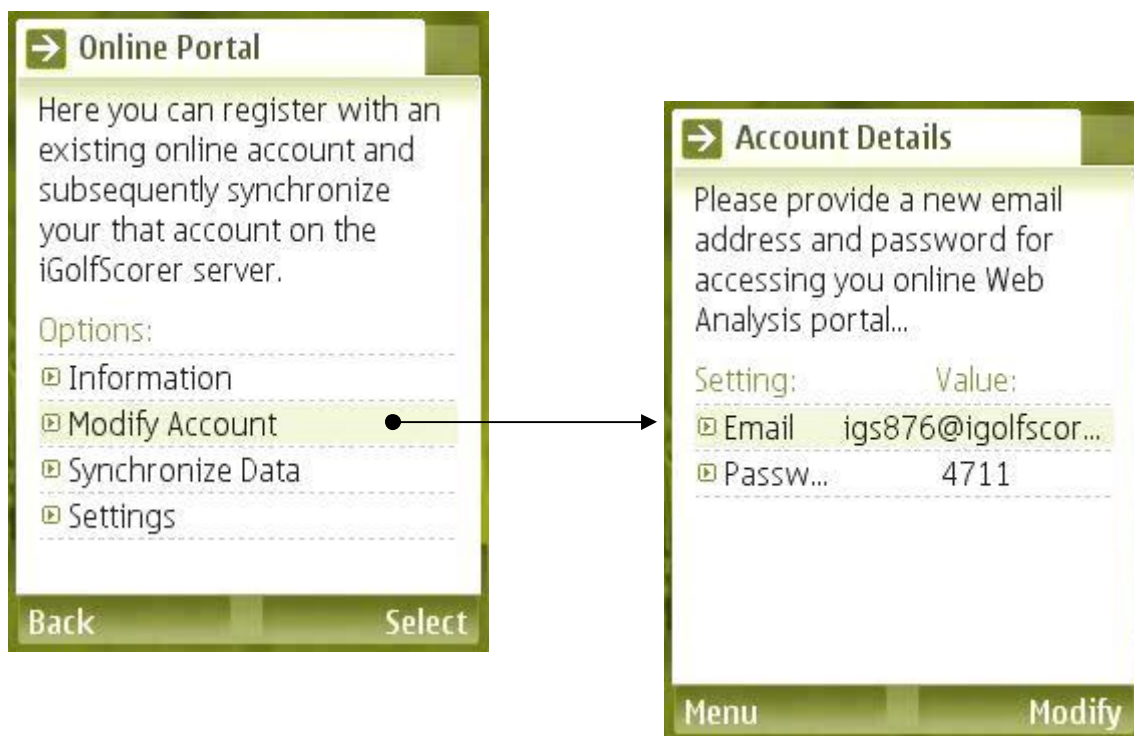 Online Portal
Here you can register with an
existing online account and
subsequently synchronize
your that account on the
iGolfScorer server.
Options:
Information
Modify Account
Synchronize Data
Settings
Back Select
Account Details
Please provide a new email
address and password for
accessing you online Web
Analysis portal...
Setting: Value:
Email igs876@igolfscor...
Passw... 4711
Menu Modify